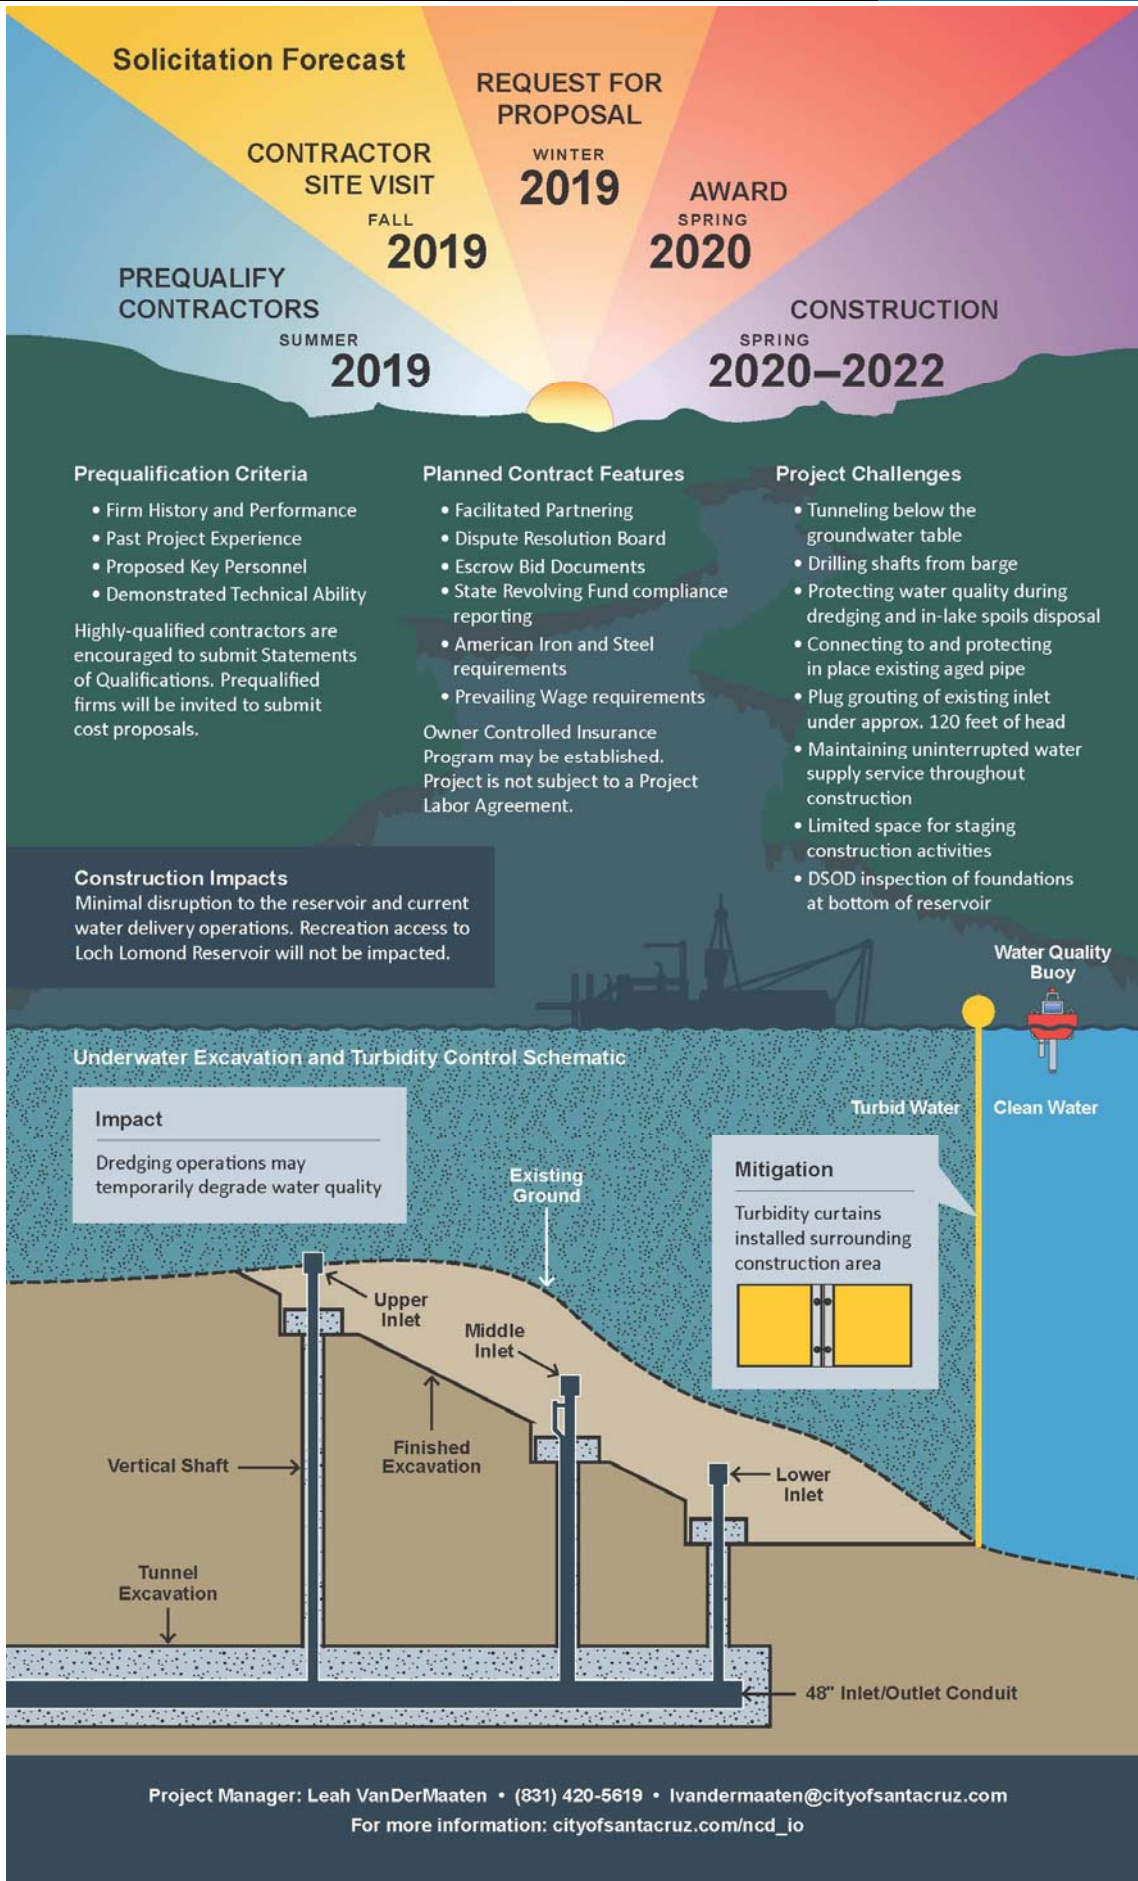 Solicitation Forecast
PREQUALIFY
CONTRACTORS
SUMMER
2019
CONTRACTOR
SITE VISIT
FALL
2019
REQUEST FOR
PROPOSAL
WINTER
2019
AWARD
SPRING
2020
CONSTRUCTION
SPRING
2020–2022
Prequalification Criteria
• Firm History and Performance
• Past Project Experience
• Proposed Key Personnel
• Demonstrated Technical Ability
Highly-qualified contractors are
encouraged to submit Statements
of Qualifications. Prequalified
firms will be invited to submit
cost proposals.
Planned Contract Features
• Facilitated Partnering
• Dispute Resolution Board
• Escrow Bid Documents
• State Revolving Fund compliance
reporting
• American Iron and Steel
requirements
• Prevailing Wage requirements
Owner Controlled Insurance
Program may be established.
Project is not subject to a Project
Labor Agreement.
Project Challenges
• Tunneling below the
groundwater table
• Drilling shafts from barge
• Protecting water quality during
dredging and in-lake spoils disposal
• Connecting to and protecting
in place existing aged pipe
• Plug grouting of existing inlet
under approx. 120 feet of head
• Maintaining uninterrupted water
supply service throughout
construction
• Limited space for staging
construction activities
• DSOD inspection of foundations
at bottom of reservoir
Construction Impacts
Minimal disruption to the reservoir and current
water delivery operations. Recreation access to
Loch Lomond Reservoir will not be impacted.
Water Quality
Buoy
Underwater Excavation and Turbidity Control Schematic
Turbid Water
Clean Water
Impact
Dredging operations may
temporarily degrade water quality
Existing
Ground
Mitigation
Turbidity curtains
installed surrounding
construction area
Upper
Inlet
Middle
Inlet
Finished
Excavation
Vertical Shaft
Lower
Inlet
Tunnel
Excavation
48" Inlet/Outlet Conduit
Project Manager: Leah VanDerMaaten • (831) 420-5619 • lvandermaaten@cityofsantacruz.com
For more information: cityofsantacruz.com/ncd_io